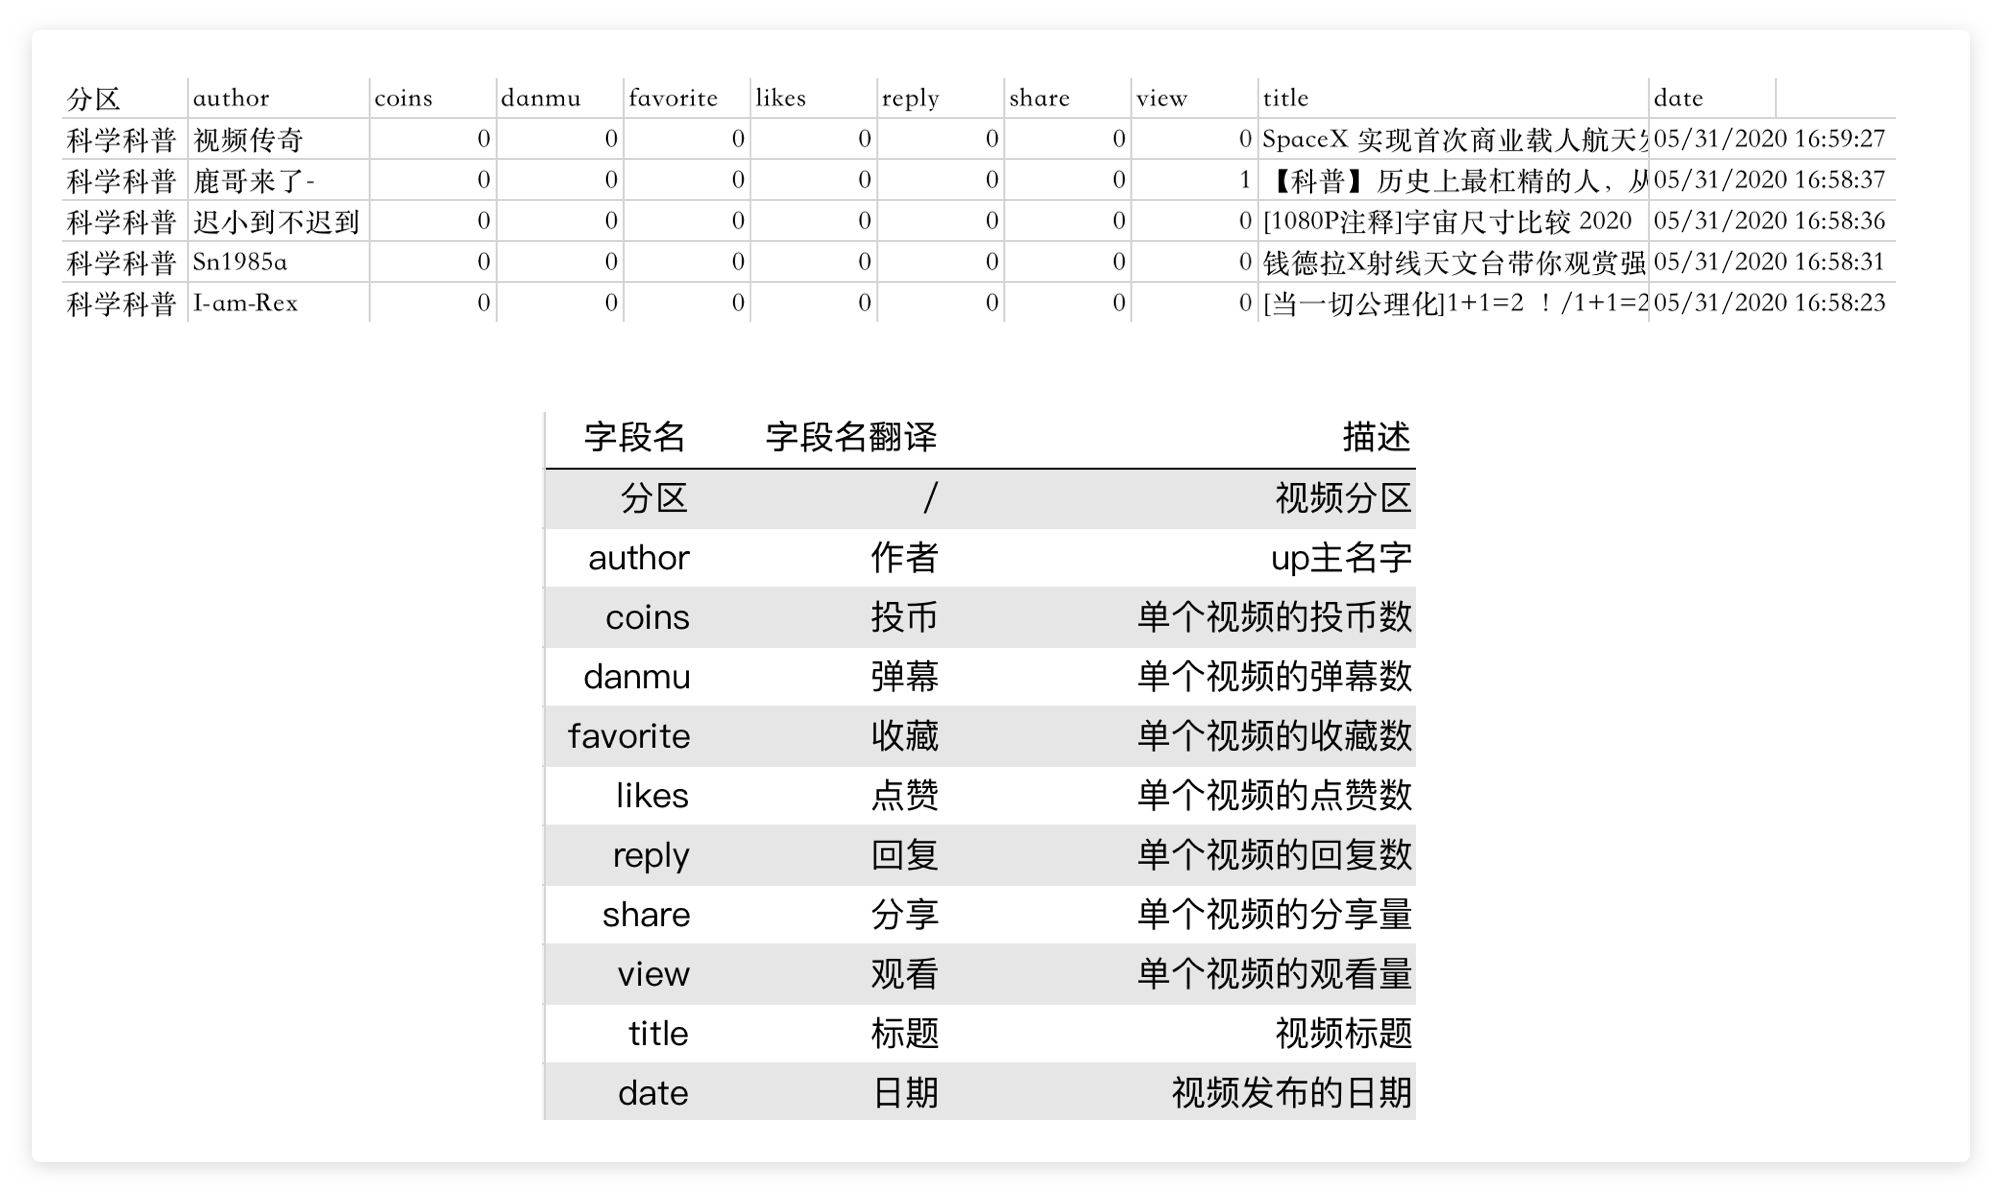 分区 author coins danmu favorite likes reply share view title date
科学科普 视频传奇 0 0 0 0 0 0 0 SpaceX 实现首次商业载人航天 05/31/2020 16:59:27
科学科普 鹿哥来了- 0 0 0 0 0 0 1 【科普】历史上最杠精的人，从 05/31/2020 16:58:37
科学科普 迟小到不迟到 0 0 0 0 0 0 0 [1080P注释]宇宙尺寸比较 2020 05/31/2020 16:58:36
科学科普 Sn1985a 0 0 0 0 0 0 0 钱德拉X射线天文台带你观赏强 05/31/2020 16:58:31
科学科普 I-am-Rex 0 0 0 0 0 0 0 [当一切公理化]1+1=2 ！/1+1=2 05/31/2020 16:58:23
字段名 字段名翻译 描述
分区 / 视频分区
author 作者 up主名字
coins 投币 单个视频的投币数
danmu 弹幕 单个视频的弹幕数
favorite 收藏 单个视频的收藏数
likes 点赞 单个视频的点赞数
reply 回复 单个视频的回复数
share 分享 单个视频的分享量
view 观看 单个视频的观看量
title 标题 视频标题
date 日期 视频发布的日期